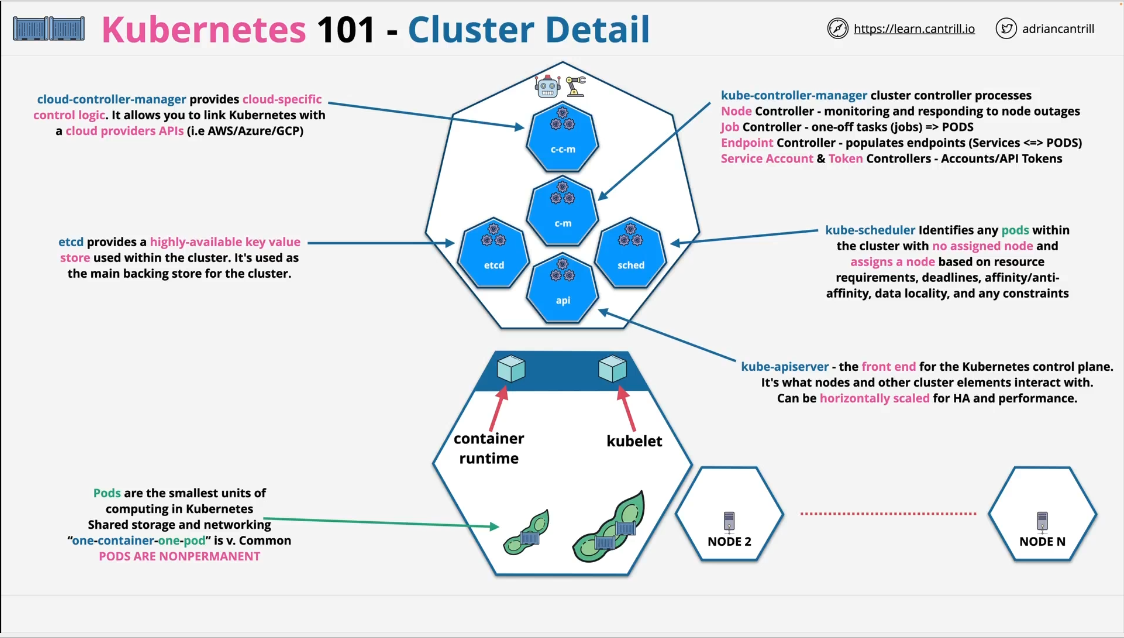 Kubernetes 101 - Cluster Detail
https://learn.cantrill.io
adriancantrill
cloud-controller-manager provides cloud-specific
control logic. It allows you to link Kubernetes with
a cloud providers APIs (i.e AWS/Azure/GCP)
kube-controller-manager cluster controller processes
Node Controller - monitoring and responding to node outages
Job Controller - one-off tasks (jobs) => PODS
Endpoint Controller - populates endpoints (Services <=> PODS)
Service Account & Token Controllers - Accounts/API Tokens
c-c-m
c-m
etcd
sched
api
etcd provides a highly-available key value
store used within the cluster. It's used as
the main backing store for the cluster.
kube-scheduler Identifies any pods within
the cluster with no assigned node and
assigns a node based on resource
requirements, deadlines, affinity/anti-
affinity, data locality, and any constraints
kube-apiserver - the front end for the Kubernetes control plane.
It's what nodes and other cluster elements interact with.
Can be horizontally scaled for HA and performance.
container
runtime
kubelet
Pods are the smallest units of
computing in Kubernetes
Shared storage and networking
“one-container-one-pod” is v. Common
PODS ARE NONPERMANENT
NODE 2
NODE N